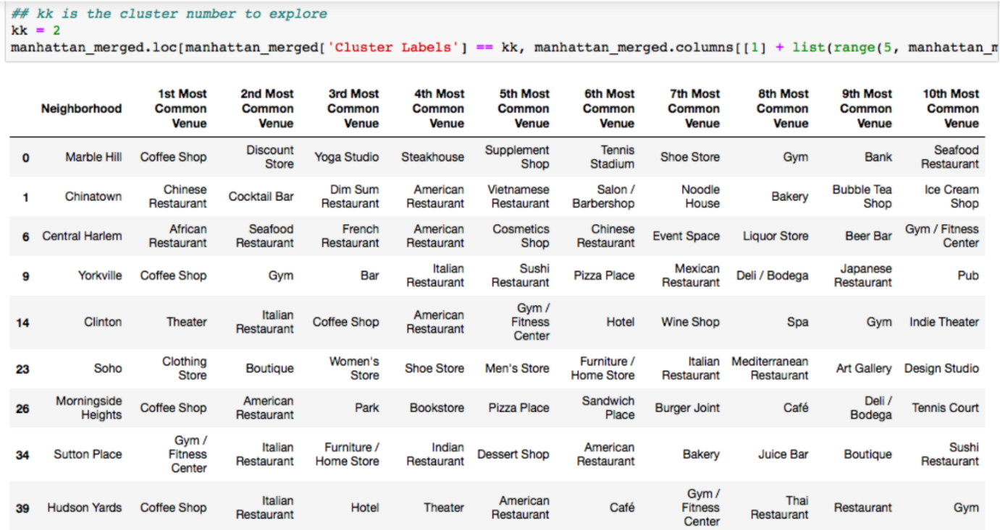 ## kk is the cluster number to explore
kk = 2
manhattan_merged.loc[manhattan_merged['Cluster Labels'] == kk, manhattan_merged.columns[[1] + list(range(5, manhattan_m
Neighborhood 1st Most Common Venue 2nd Most Common Venue 3rd Most Common Venue 4th Most Common Venue 5th Most Common Venue 6th Most Common Venue 7th Most Common Venue 8th Most Common Venue 9th Most Common Venue 10th Most Common Venue
0 Marble Hill Coffee Shop Discount Store Yoga Studio Steakhouse Supplement Shop Tennis Stadium Shoe Store Gym Bank Seafood Restaurant
1 Chinatown Chinese Restaurant Cocktail Bar Dim Sum Restaurant American Restaurant Vietnamese Restaurant Salon / Barbershop Noodle House Bakery Bubble Tea Shop Ice Cream Shop
6 Central Harlem African Restaurant Seafood Restaurant French Restaurant American Restaurant Cosmetics Shop Chinese Restaurant Event Space Liquor Store Beer Bar Gym / Fitness Center
9 Yorkville Coffee Shop Gym Bar Italian Restaurant Sushi Restaurant Pizza Place Mexican Restaurant Deli / Bodega Japanese Restaurant Pub
14 Clinton Theater Italian Restaurant Coffee Shop American Restaurant Gym / Fitness Center Hotel Wine Shop Spa Gym Indie Theater
23 Soho Clothing Store Boutique Women's Store Shoe Store Men's Store Furniture / Home Store Italian Restaurant Mediterranean Restaurant Art Gallery Design Studio
26 Morningside Heights Coffee Shop American Restaurant Park Bookstore Pizza Place Sandwich Place Burger Joint Café Deli / Bodega Tennis Court
34 Sutton Place Gym / Fitness Center Italian Restaurant Furniture / Home Store Indian Restaurant Dessert Shop American Restaurant Bakery Juice Bar Boutique Sushi Restaurant
39 Hudson Yards Coffee Shop Italian Restaurant Hotel Theater American Restaurant Café Gym / Fitness Center Thai Restaurant Restaurant Gym